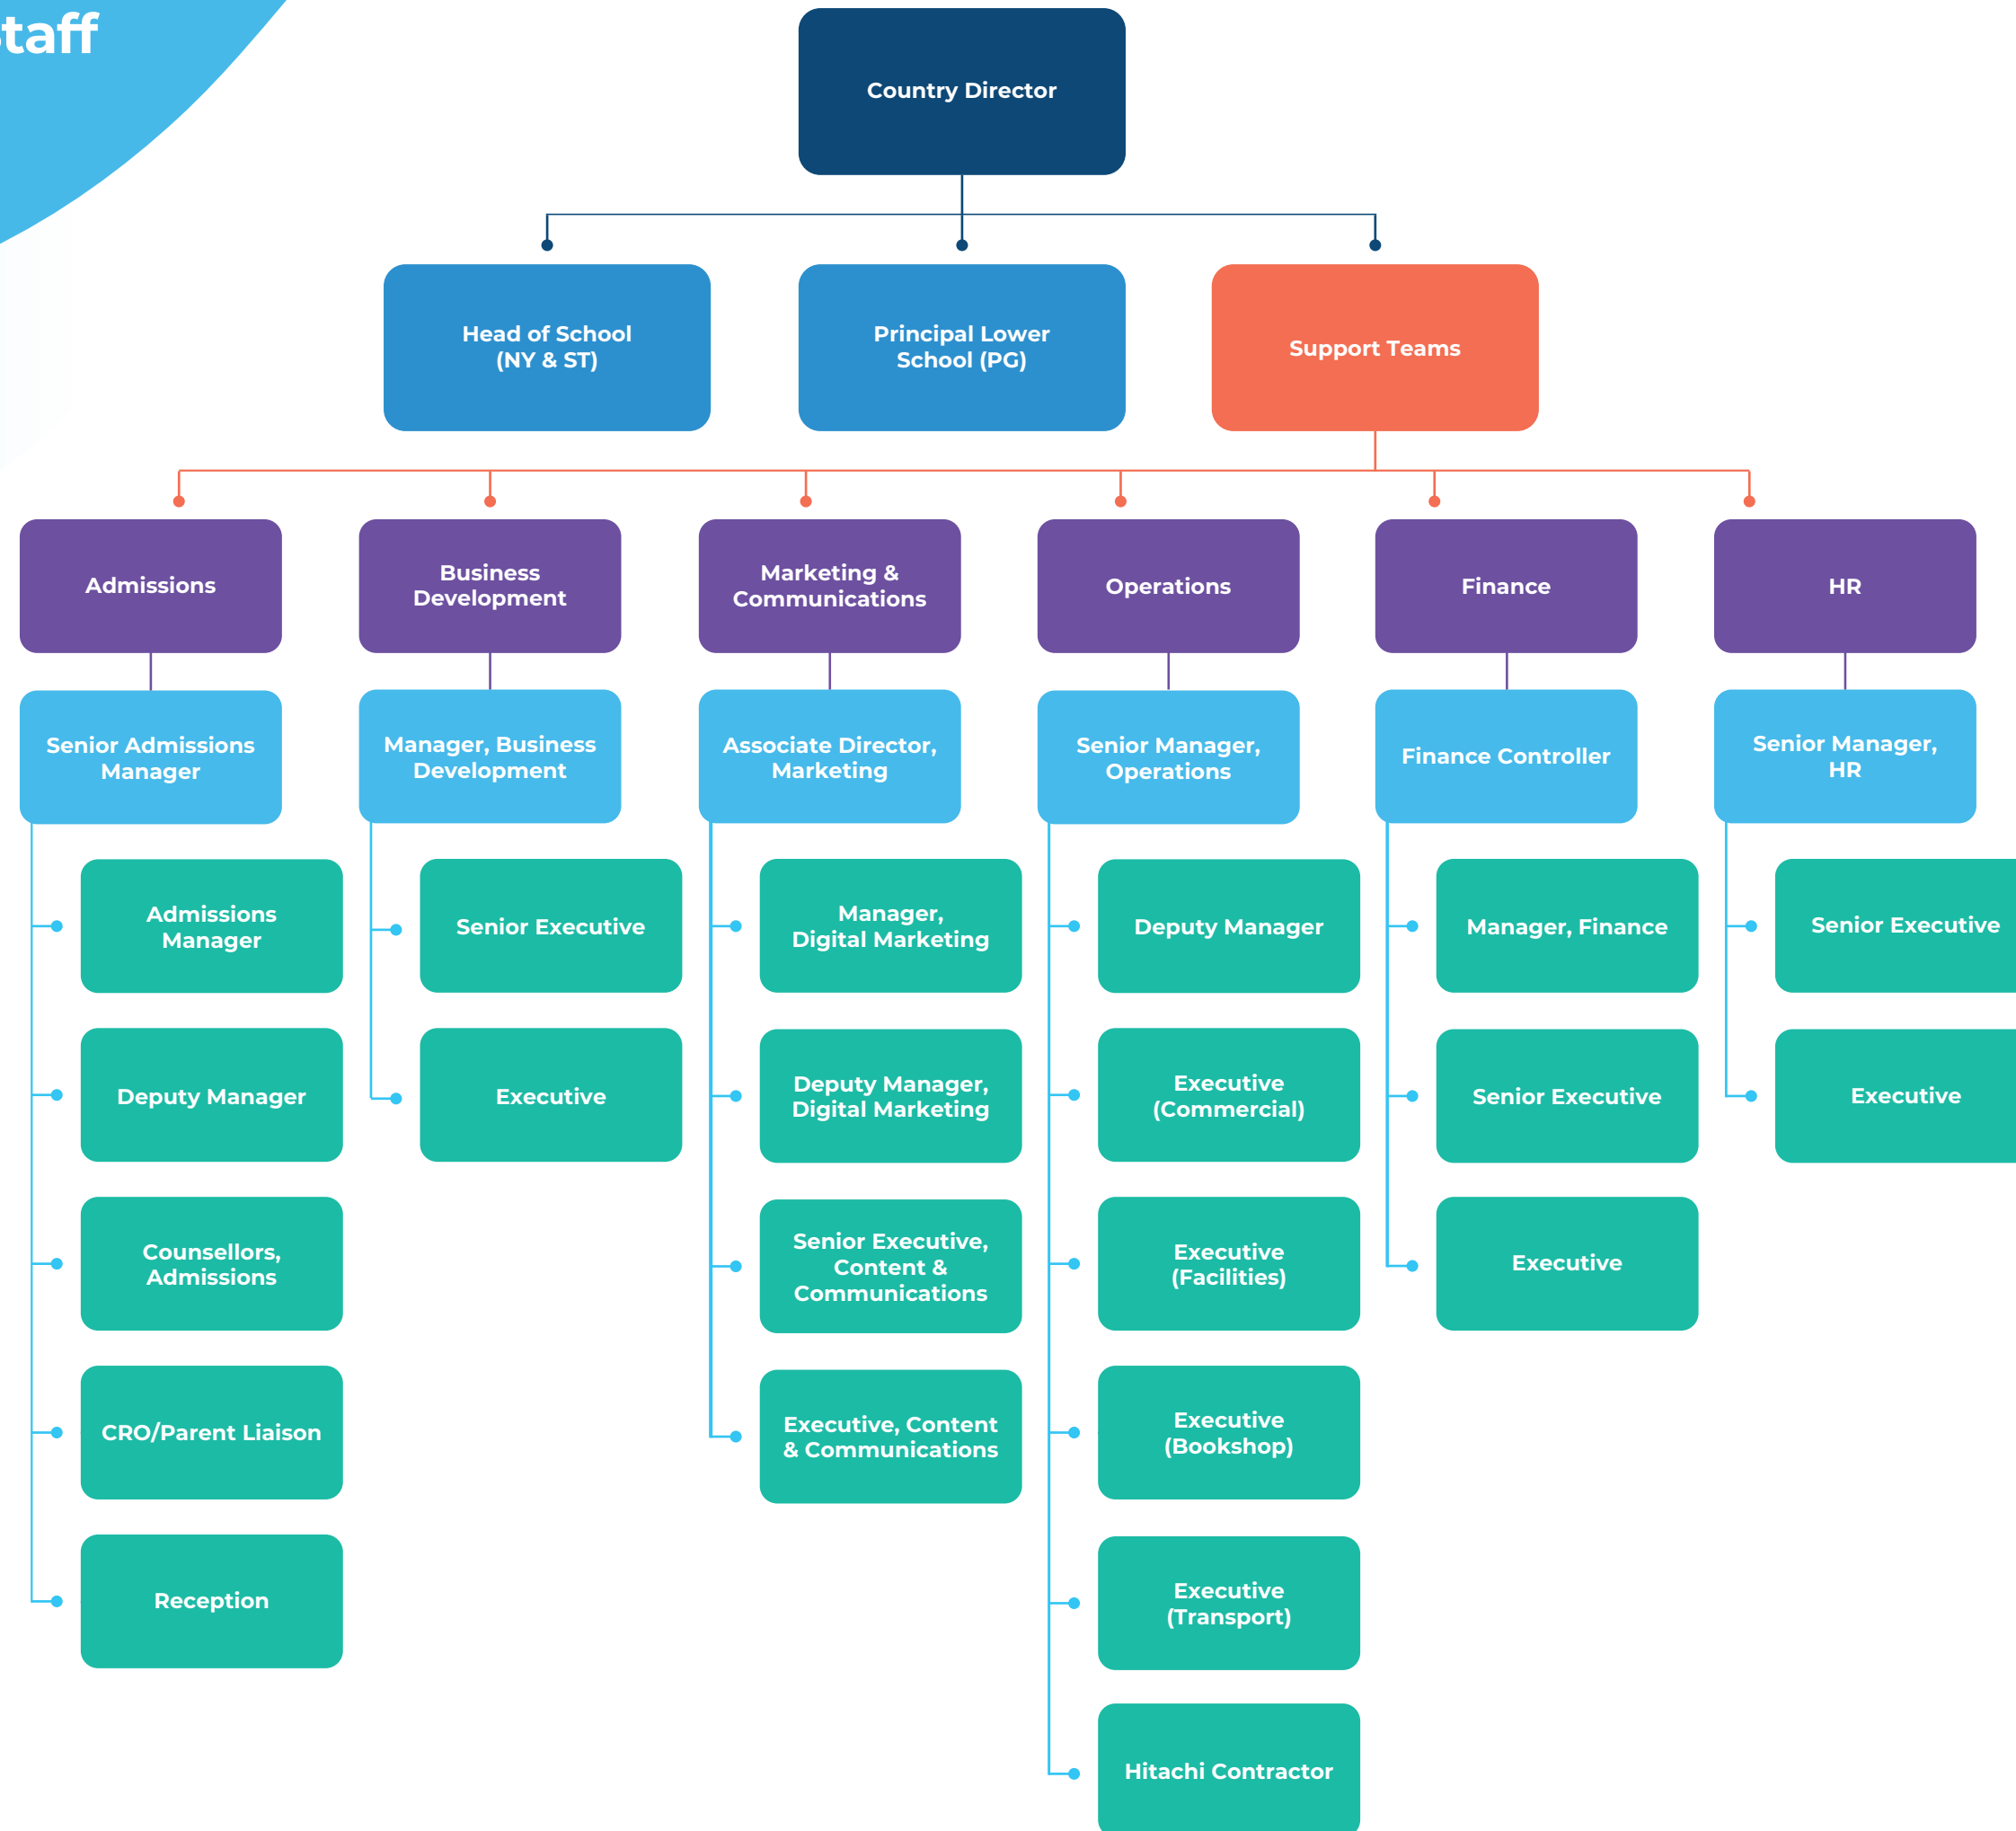 Country Director
Head of School
(NY & ST)
Principal Lower
School (PG)
Support Teams
Admissions
Business
Development
Marketing &
Communications
Operations
Finance
HR
Senior Admissions
Manager
Manager, Business
Development
Associate Director,
Marketing
Senior Manager,
Operations
Finance Controller
Senior Manager,
HR
Admissions
Manager
Deputy Manager
Counsellors,
Admissions
CRO/Parent Liaison
Reception
Senior Executive
Executive
Manager,
Digital Marketing
Deputy Manager,
Digital Marketing
Senior Executive,
Content &
Communications
Executive, Content
& Communications
Deputy Manager
Executive
(Commercial)
Executive
(Facilities)
Executive
(Bookshop)
Executive
(Transport)
Hitachi Contractor
Manager, Finance
Senior Executive
Executive
Senior Executive
Executive